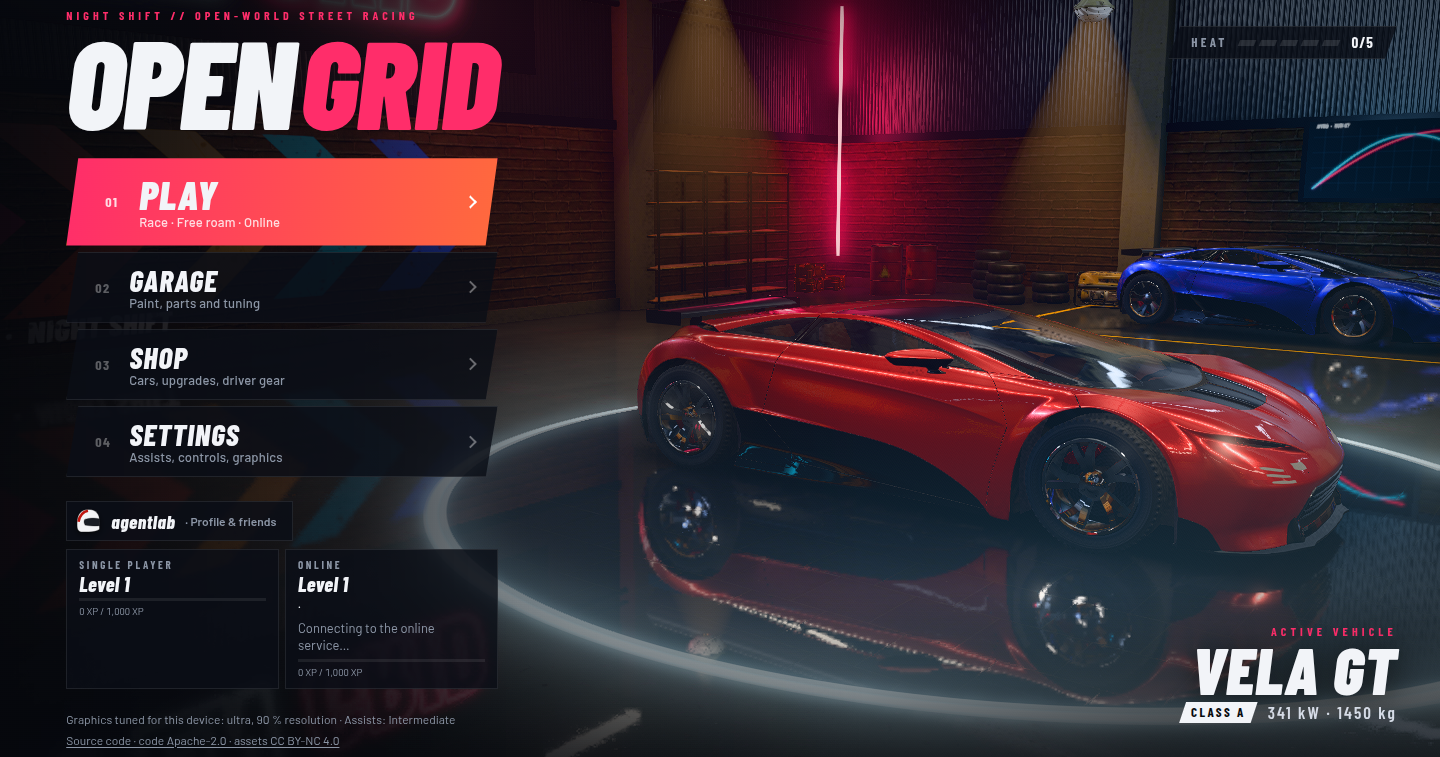 NIGHT SHIFT // OPEN-WORLD STREET RACING
OPENGRID
HEAT 0/5
01 PLAY
Race · Free roam · Online
02 GARAGE
Paint, parts and tuning
NIGHT SHIFT
03 SHOP
Cars, upgrades, driver gear
04 SETTINGS
Assists, controls, graphics
agentlab · Profile & friends
SINGLE PLAYER
Level 1
0 XP / 1,000 XP
ONLINE
Level 1
·
Connecting to the online
service...
0 XP / 1,000 XP
ACTIVE VEHICLE
VELA GT
CLASS A 341 kW · 1450 kg
Graphics tuned for this device: ultra, 90 % resolution · Assists: Intermediate
Source code · code Apache-2.0 · assets CC BY-NC 4.0